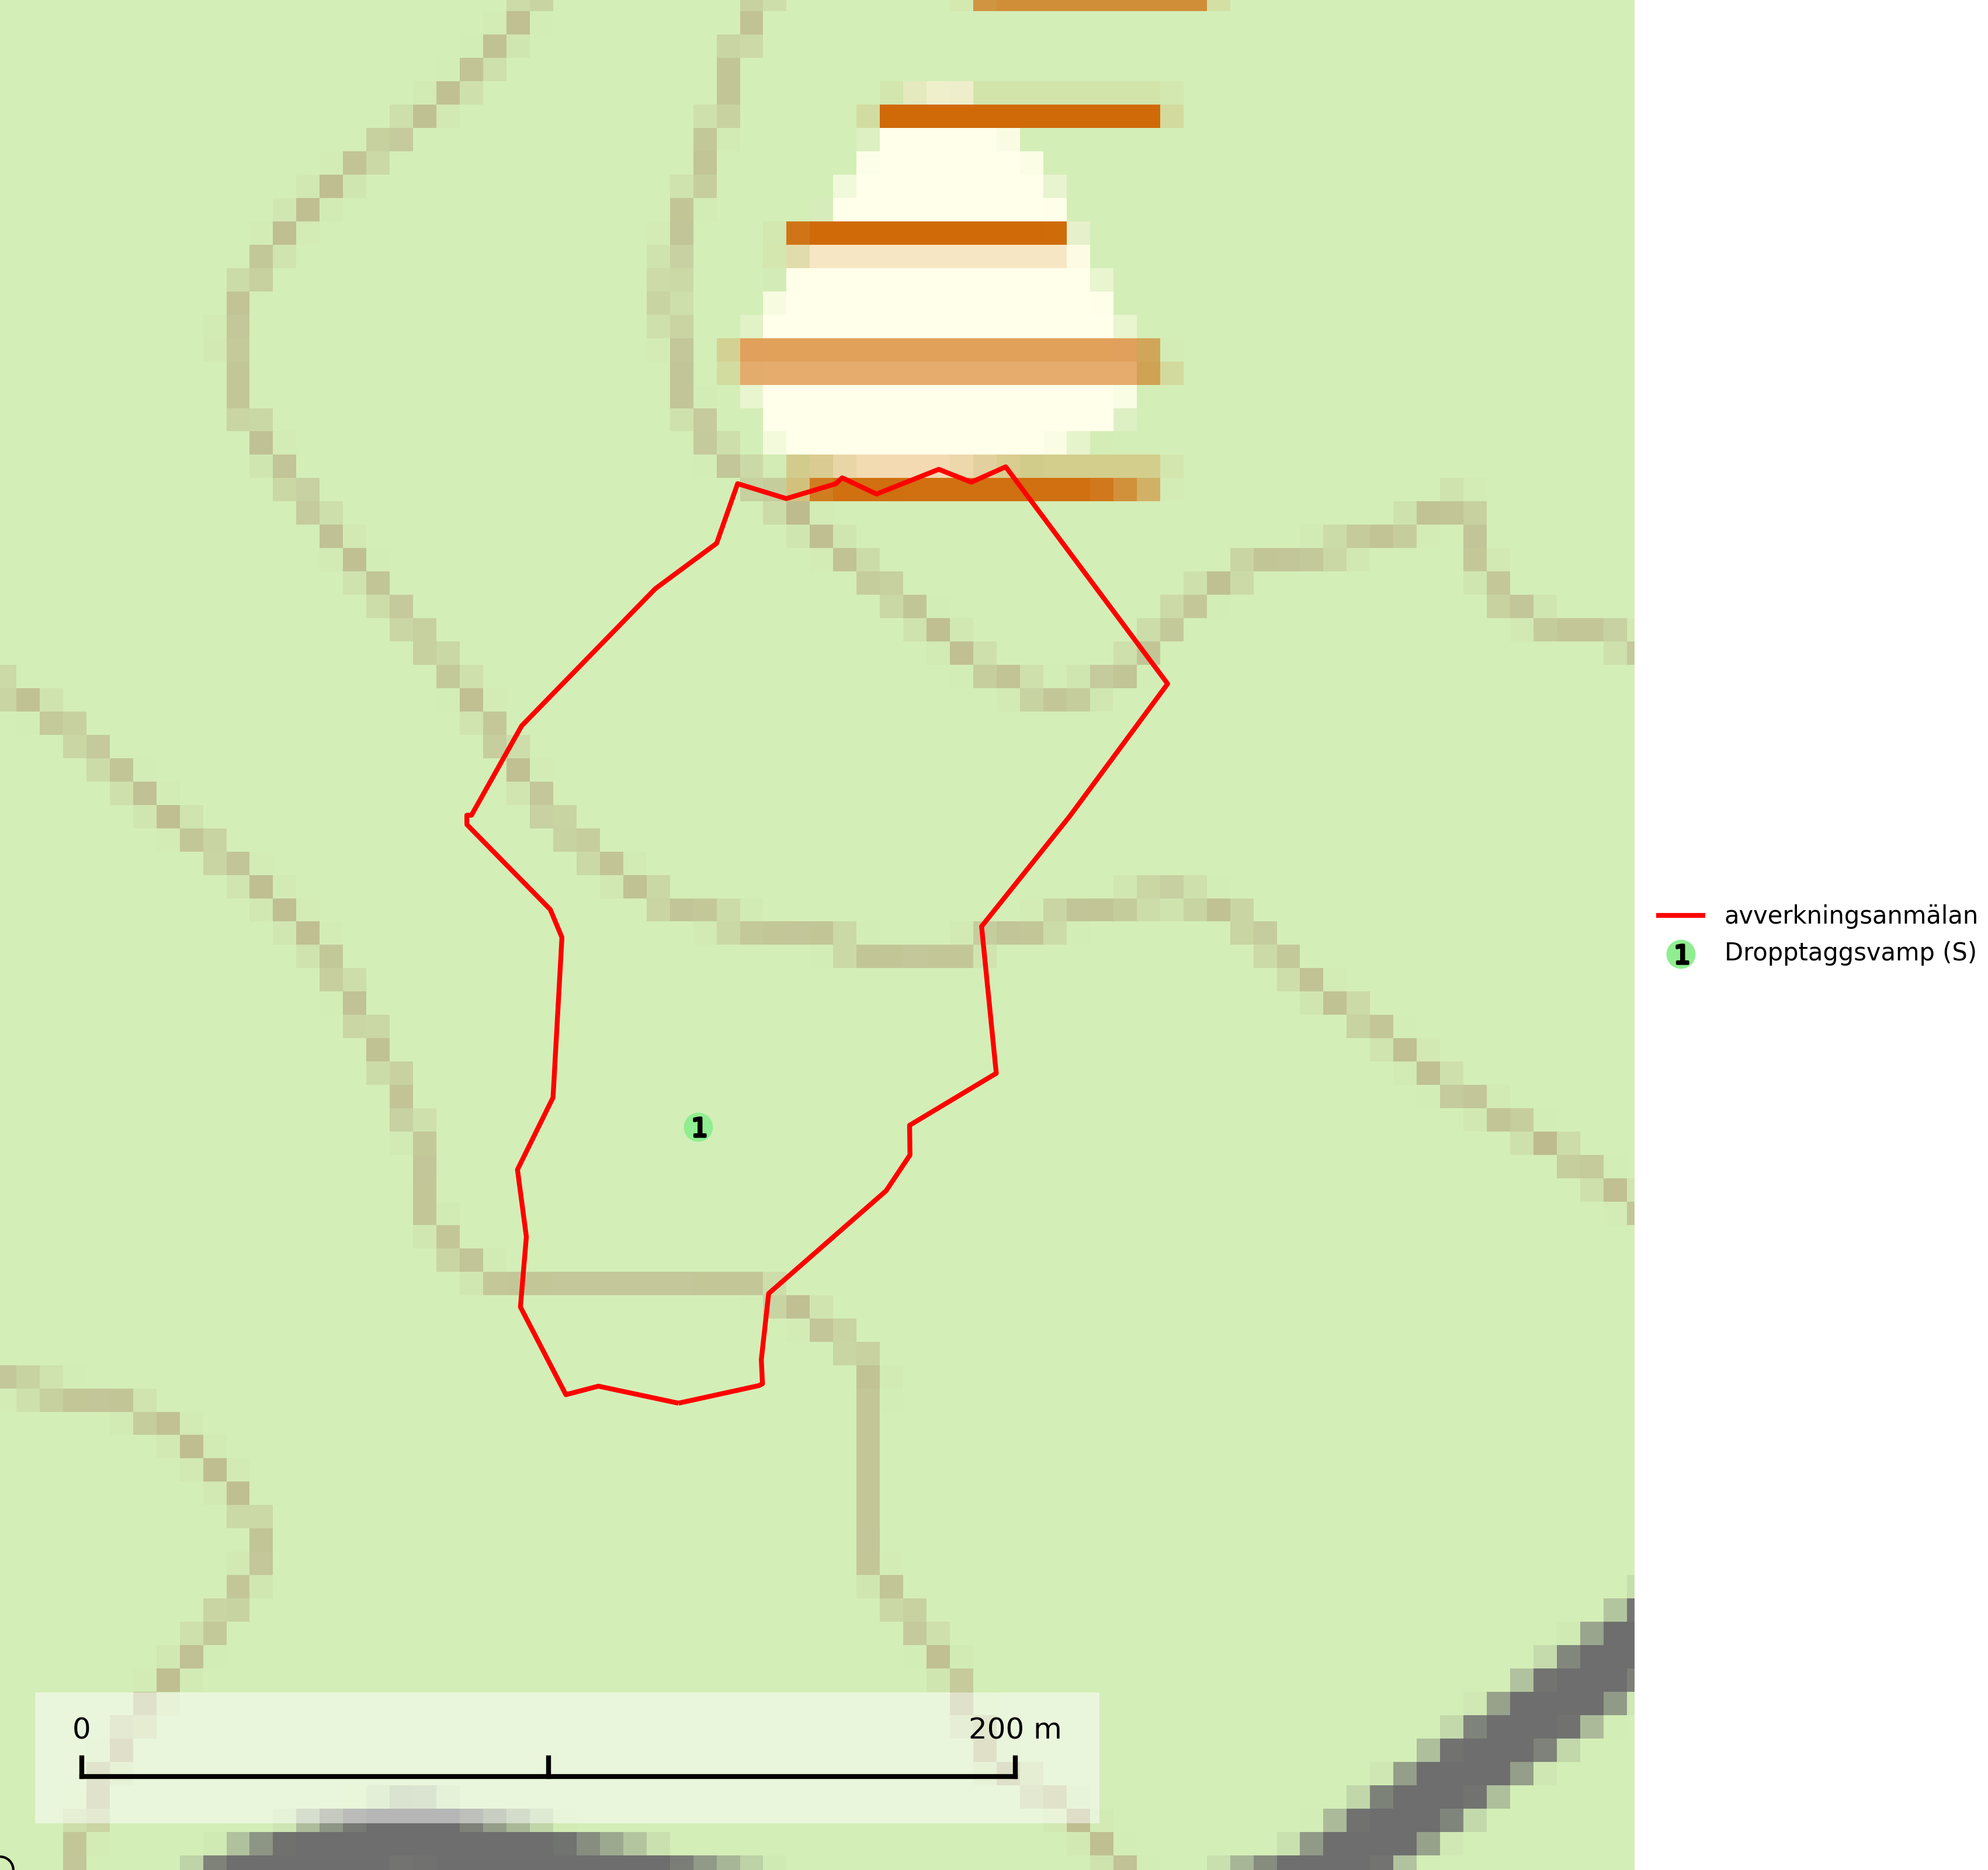 avverkningsanmälan
1 Dropptaggsvamp (S)
1
0 200 m